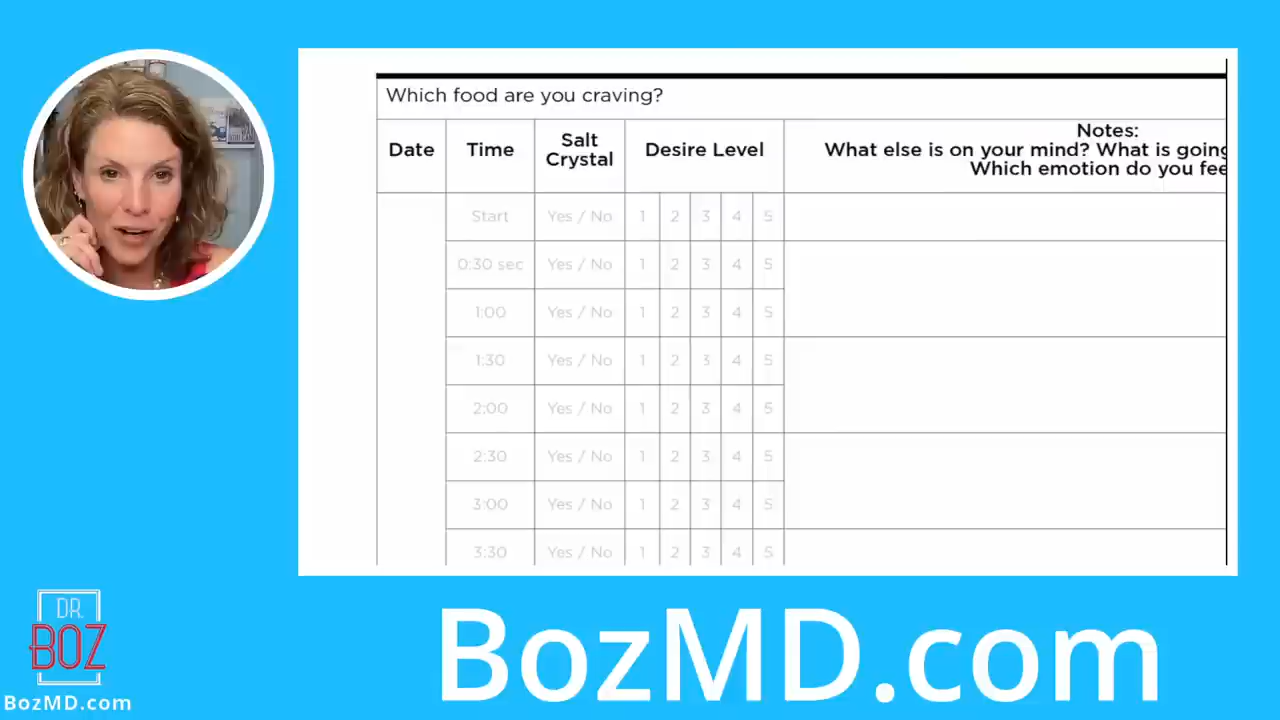 Which food are you craving?
Date Time Salt Crystal Desire Level Notes:
What else is on your mind? What is going
Which emotion do you fee
Start Yes / No 1 2 3 4 5
0:30 sec Yes / No 1 2 3 4 5
1:00 Yes / No 1 2 3 4 5
1:30 Yes / No 1 2 3 4 5
2:00 Yes / No 1 2 3 4 5
2:30 Yes / No 1 2 3 4 5
3:00 Yes / No 1 2 3 4 5
3:30 Yes / No 1 2 3 4 5
DR.
BOZ
BozMD.com
BozMD.com